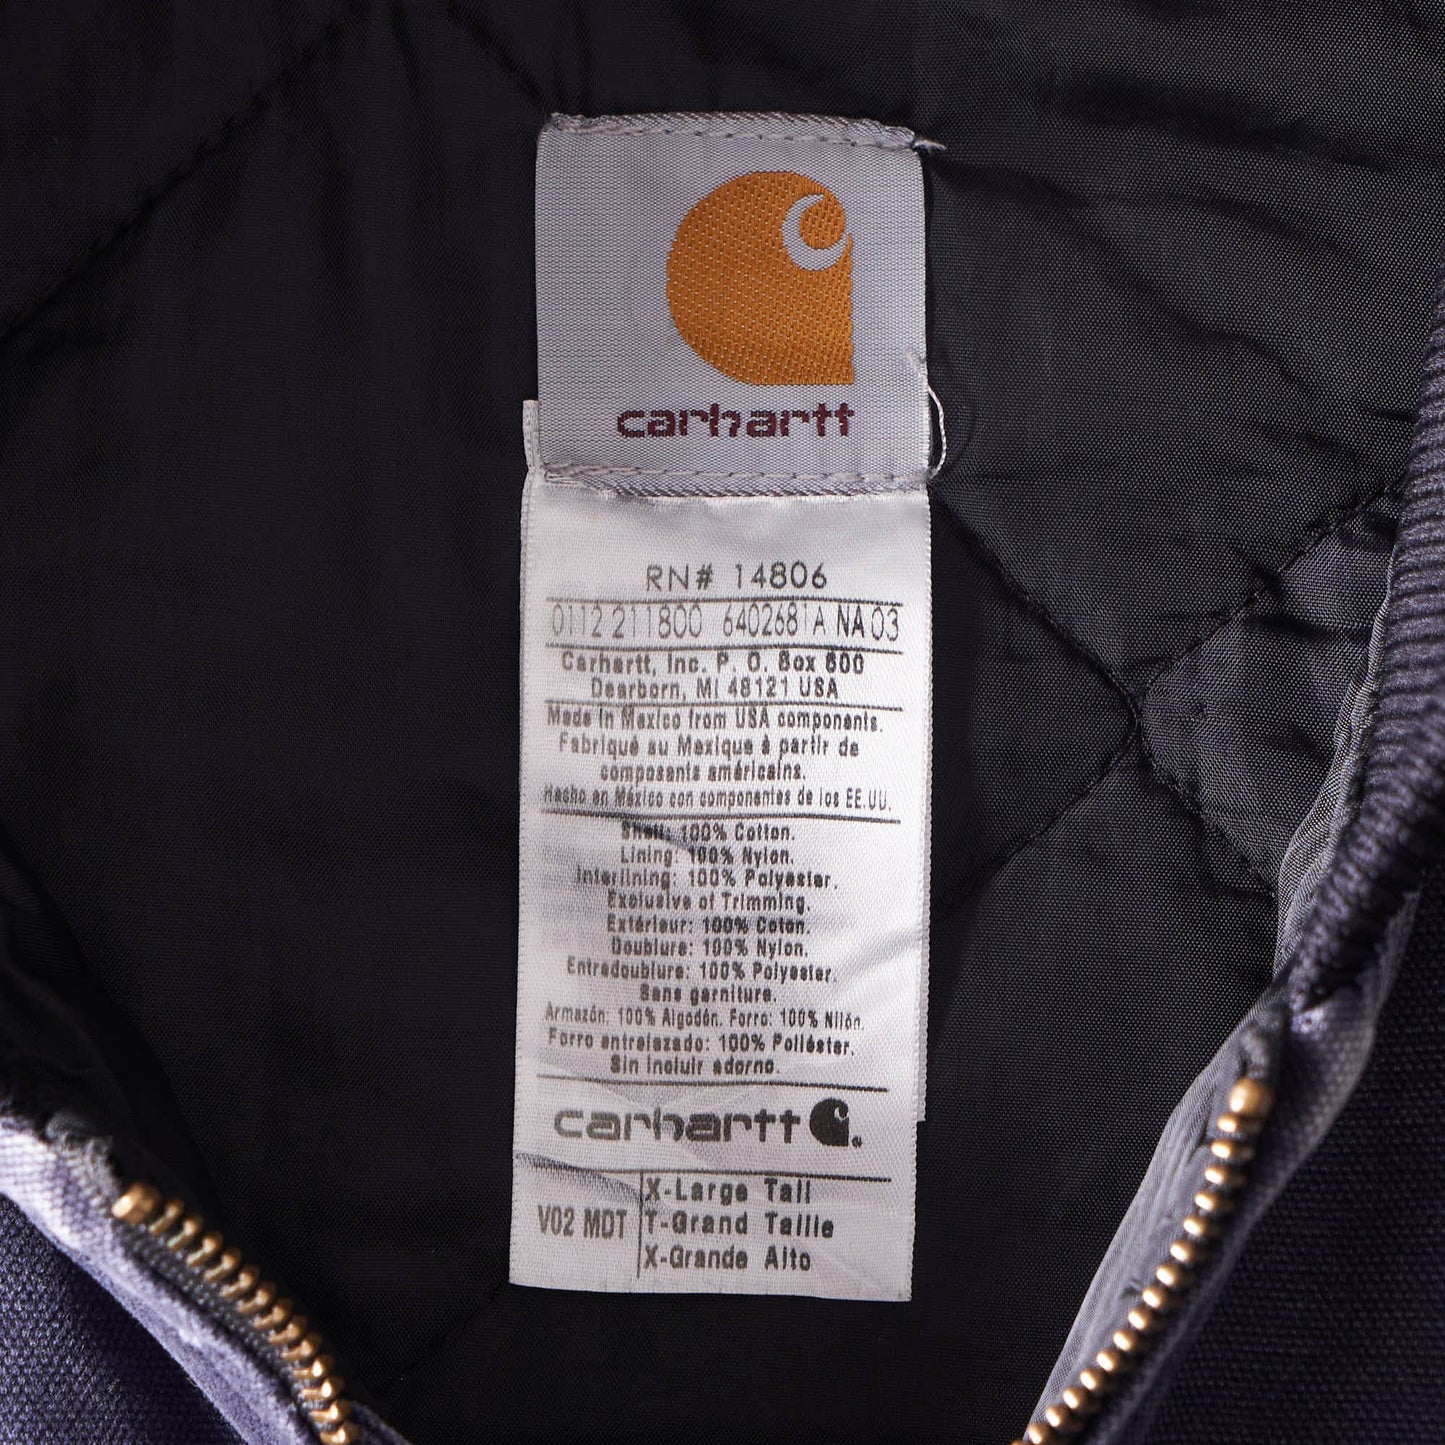 carhartt
RN# 14806
0112 211800 6402681A NA 03
Carhartt, Inc. P. O. Box 600
Dearborn, MI 48121 USA
Made in Mexico from USA components.
Fabriqué au Mexique à partir de
composants américains.
Hecho en México con componentes de los EE.UU.
Shell: 100% Cotton.
Lining: 100% Nylon.
Interlining: 100% Polyester.
Exclusive of Trimming.
Extérieur: 100% Coton.
Doublure: 100% Nylon.
Entredoublure: 100% Polyester.
Sans garniture.
Armazón: 100% Algodón. Forro: 100% Nilón.
Forro entrelazado: 100% Poliéster.
Sin incluir adorno.
carhartt
X-Large Tall
V02 MDT T-Grand Taille
X-Grande Alto